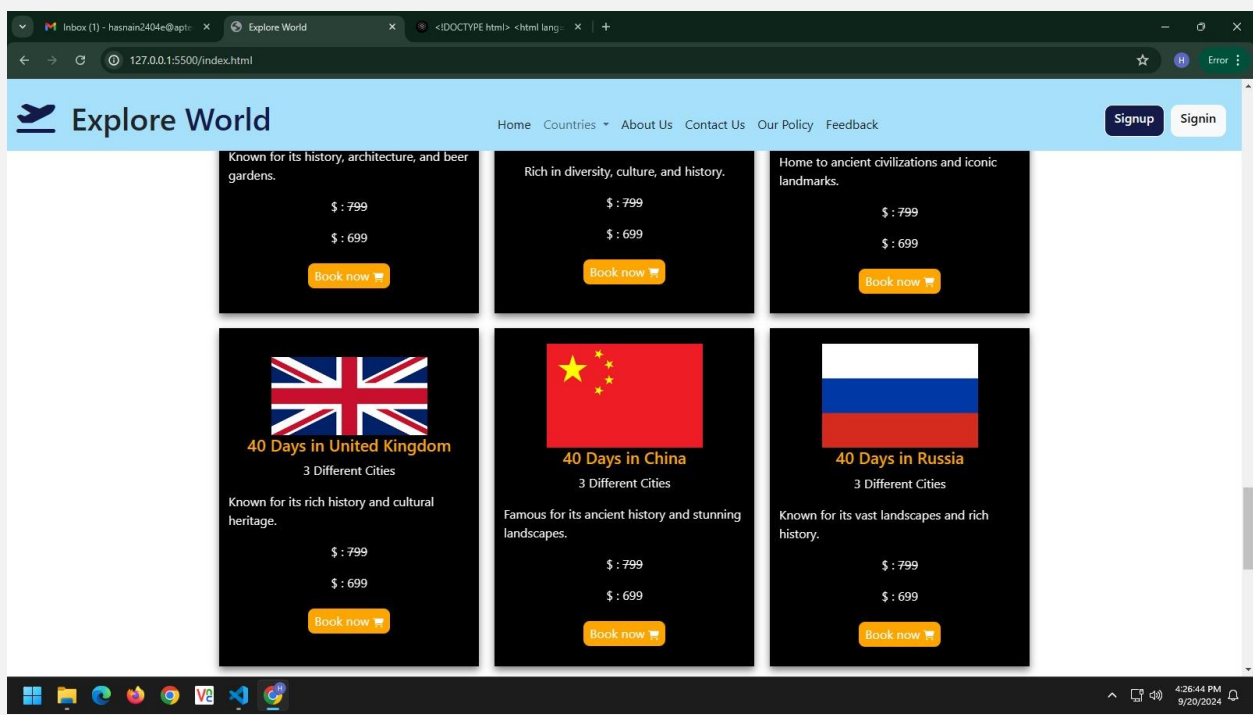 Inbox (1) - hasnain2404e@apte
Explore World
<!DOCTYPE html> <html lang=
127.0.0.1:5500/index.html
H
Error
Explore World
Home Countries About Us Contact Us Our Policy Feedback
Signup
Signin
Known for its history, architecture, and beer
gardens.
$ : 799
$ : 699
Book now
Rich in diversity, culture, and history.
$ : 799
$ : 699
Book now
Home to ancient civilizations and iconic
landmarks.
$ : 799
$ : 699
Book now
40 Days in United Kingdom
3 Different Cities
Known for its rich history and cultural
heritage.
$ : 799
$ : 699
Book now
40 Days in China
3 Different Cities
Famous for its ancient history and stunning
landscapes.
$ : 799
$ : 699
Book now
40 Days in Russia
3 Different Cities
Known for its vast landscapes and rich
history.
$ : 799
$ : 699
Book now
4:26:44 PM
9/20/2024